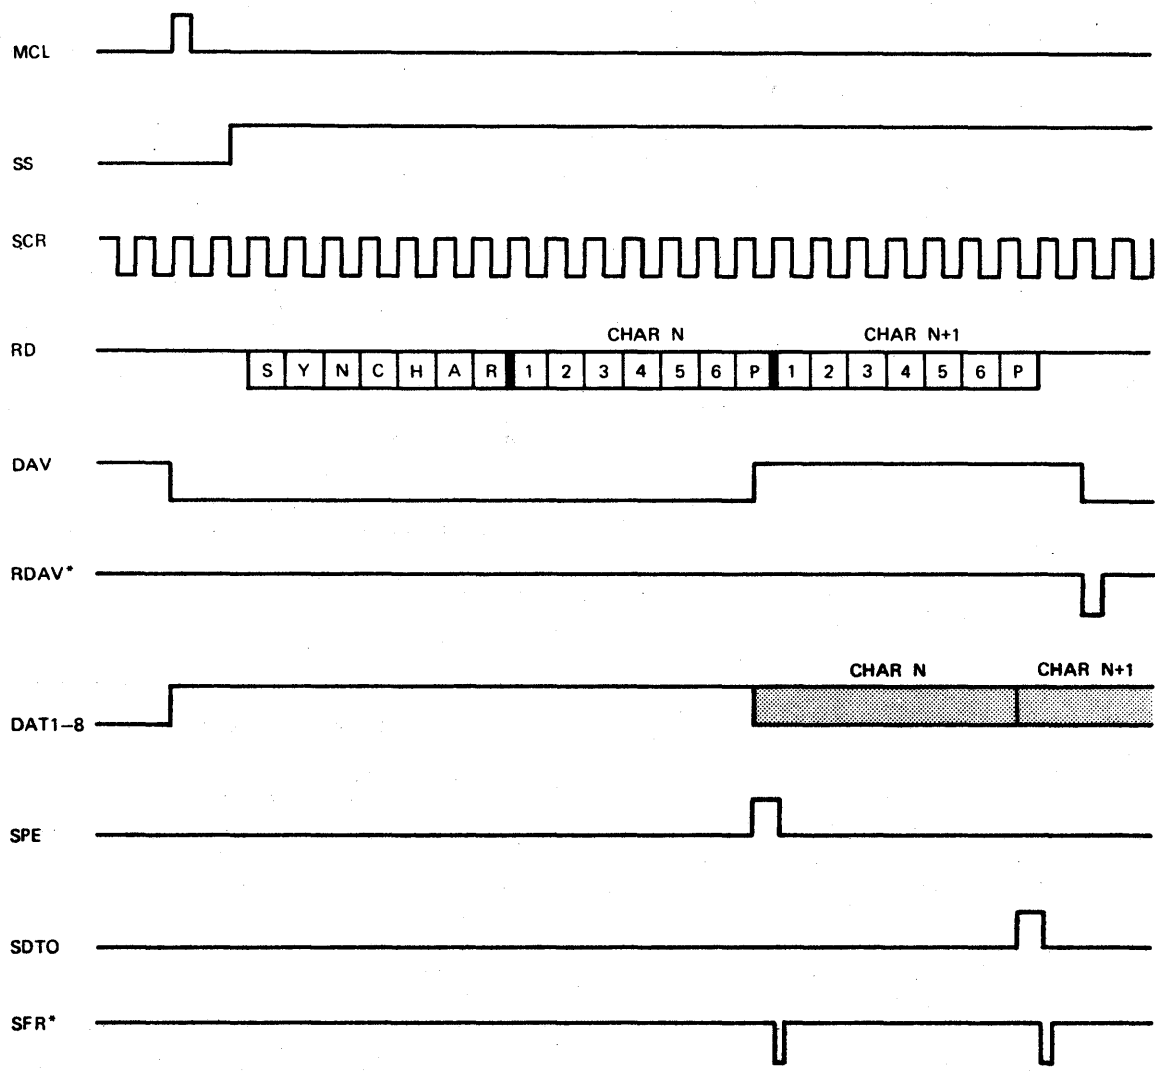 MCL
SS
SCR
RD
CHAR N CHAR N+1
S Y N C H A R 1 2 3 4 5 6 P 1 2 3 4 5 6 P
DAV
RDAV*
CHAR N CHAR N+1
DAT1–8
SPE
SDTO
SFR*